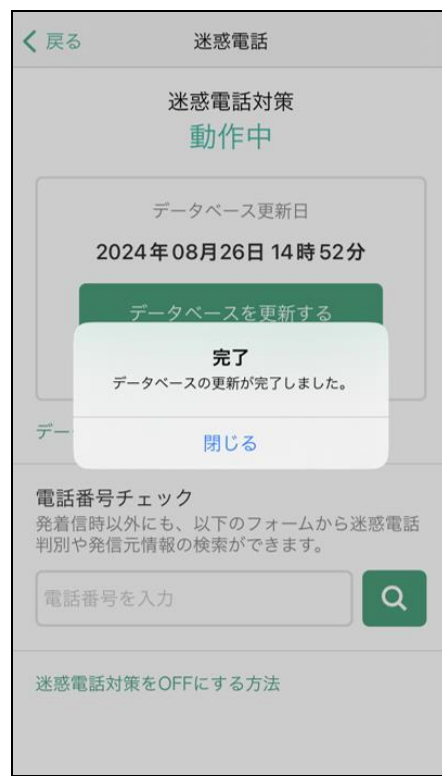 戻る
迷惑電話
迷惑電話対策
動作中
データベース更新日
2024年08月26日 14時52分
データベースを更新する
完了
データベースの更新が完了しました。
デー
閉じる
電話番号チェック
発着信時以外にも、以下のフォームから迷惑電話
判別や発信元情報の検索ができます。
電話番号を入力
迷惑電話対策をOFFにする方法